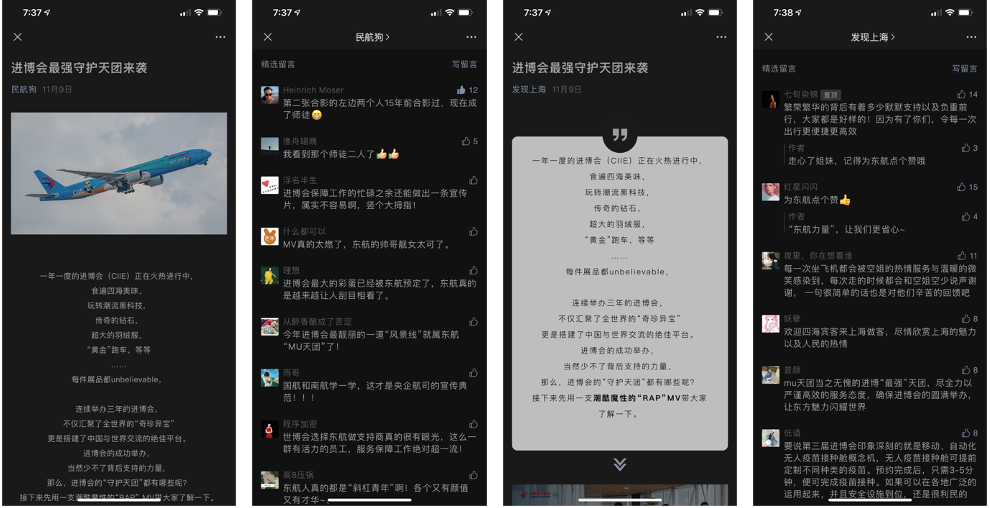 7:37
进博会最强守护天团来袭
民航狗 11月9日
一年一度的进博会（CIIE）正在火热进行中，
食遍四海美味，
玩转潮流黑科技，
传奇的钻石，
超大的羽绒服，
“黄金”跑车，等等
……
每件展品都unbelievable。
连续举办三年的进博会，
不仅汇聚了全世界的“奇珍异宝”
更是搭建了中国与世界交流的绝佳平台。
进博会的成功举办，
当然少不了背后支持的力量，
那么，进博会的“守护天团”都有哪些呢？
接下来先用一支潮酷魔性的“RAP”MV带大家了解一下。
7:37
民航狗
精选留言 写留言
Heinrich Moser 12
第二张合影的左边两个人15年前合影过，现在成
了师徒😁
渔舟唱晚 5
我看到那个师徒二人了👍👍
浮名半生
进博会保障工作的忙碌之余还能做出一条宣传
片，属实不容易啊，竖个大拇指！
什么都可以
MV真的太燃了，东航的帅哥靓女太可了。
理想
进博会最大的彩蛋已经被东航预定了，东航真的
是越来越让人刮目相看了。
从醉香酿成了苦涩
今年进博会最靓丽的一道“风景线”就属东航
“MU天团”了！
雨哥
国航和南航学一学，这才是央企航司的宣传典
范！！！
程序加密
世博会选择东航做支持商真的很有眼光，这么一
群有活力的员工，服务保障工作绝对超一流！
高8压锅
东航人真的都是“斜杠青年”啊！各个又有颜值
又有才华~
7:37
进博会最强守护天团来袭
发现上海 11月9日
一年一度的进博会（CIIE）正在火热进行中，
食遍四海美味，
玩转潮流黑科技，
传奇的钻石，
超大的羽绒服，
“黄金”跑车，等等
……
每件展品都unbelievable。
连续举办三年的进博会，
不仅汇聚了全世界的“奇珍异宝”
更是搭建了中国与世界交流的绝佳平台。
进博会的成功举办，
当然少不了背后支持的力量，
那么，进博会的“守护天团”都有哪些呢？
接下来先用一支潮酷魔性的“RAP”MV带大家
了解一下。
7:38
发现上海
精选留言 写留言
七旬染锦 置顶 14
繁荣繁华的背后有着多少默默支持以及负重前
行，大家都是好样的！因为有了你们，令每一次
出行更便捷更高效
作者 3
走心了姐妹，记得为东航点个赞哦
红星闪闪 15
为东航点个赞👍
作者 4
“东航力量”，让我们更省心~
夜里，你在想看谁 11
每一次坐飞机都会被空姐的热情服务与温暖的微
笑感染到，每次走的时候都会和空姐空少说声谢
谢，一句很简单的话也是对他们辛苦的回馈吧
妖孽 8
欢迎四海宾客来上海做客，尽情欣赏上海的魅力
以及人民的热情
昔颜 8
mu天团当之无愧的进博“最强”天团，尽全力以
严谨高效的服务态度，确保进博会的圆满举办，
让东方魅力闪耀世界
低语 8
要说第三届进博会印象深刻的就是移动、自动化
无人疫苗接种舱概念机，无人疫苗接种舱可提前
定制不同种类的疫苗。预约完成后，只需3-5分
钟，便可完成疫苗接种。如果可以在各地广泛的
运用起来，并且安全设施到位，还是很利民的